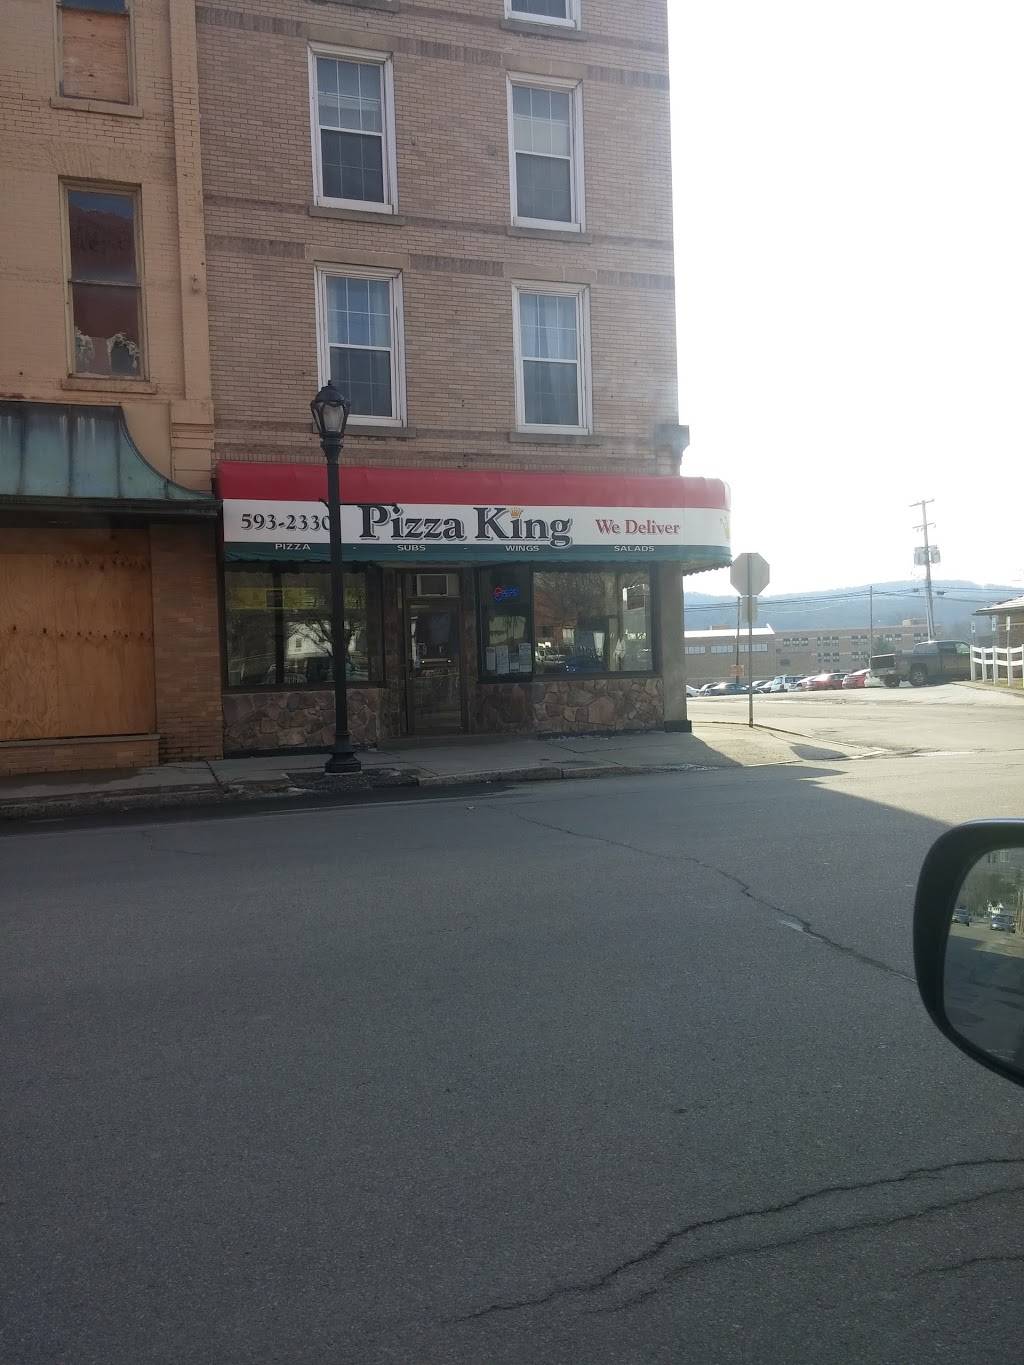 593-2330 Pizza King We Deliver
PIZZA - SUBS - WINGS SALADS